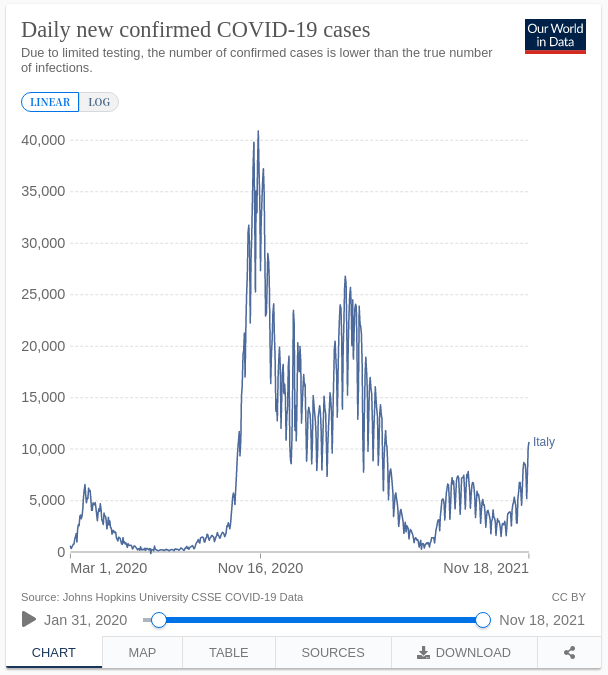 Daily new confirmed COVID-19 cases
Our World
in Data
Due to limited testing, the number of confirmed cases is lower than the true number
of infections.
LINEAR LOG
40,000
35,000
30,000
25,000
20,000
15,000
10,000
5,000
0
Italy
Mar 1, 2020 Nov 16, 2020 Nov 18, 2021
Source: Johns Hopkins University CSSE COVID-19 Data CC BY
Jan 31, 2020 Nov 18, 2021
CHART MAP TABLE SOURCES DOWNLOAD